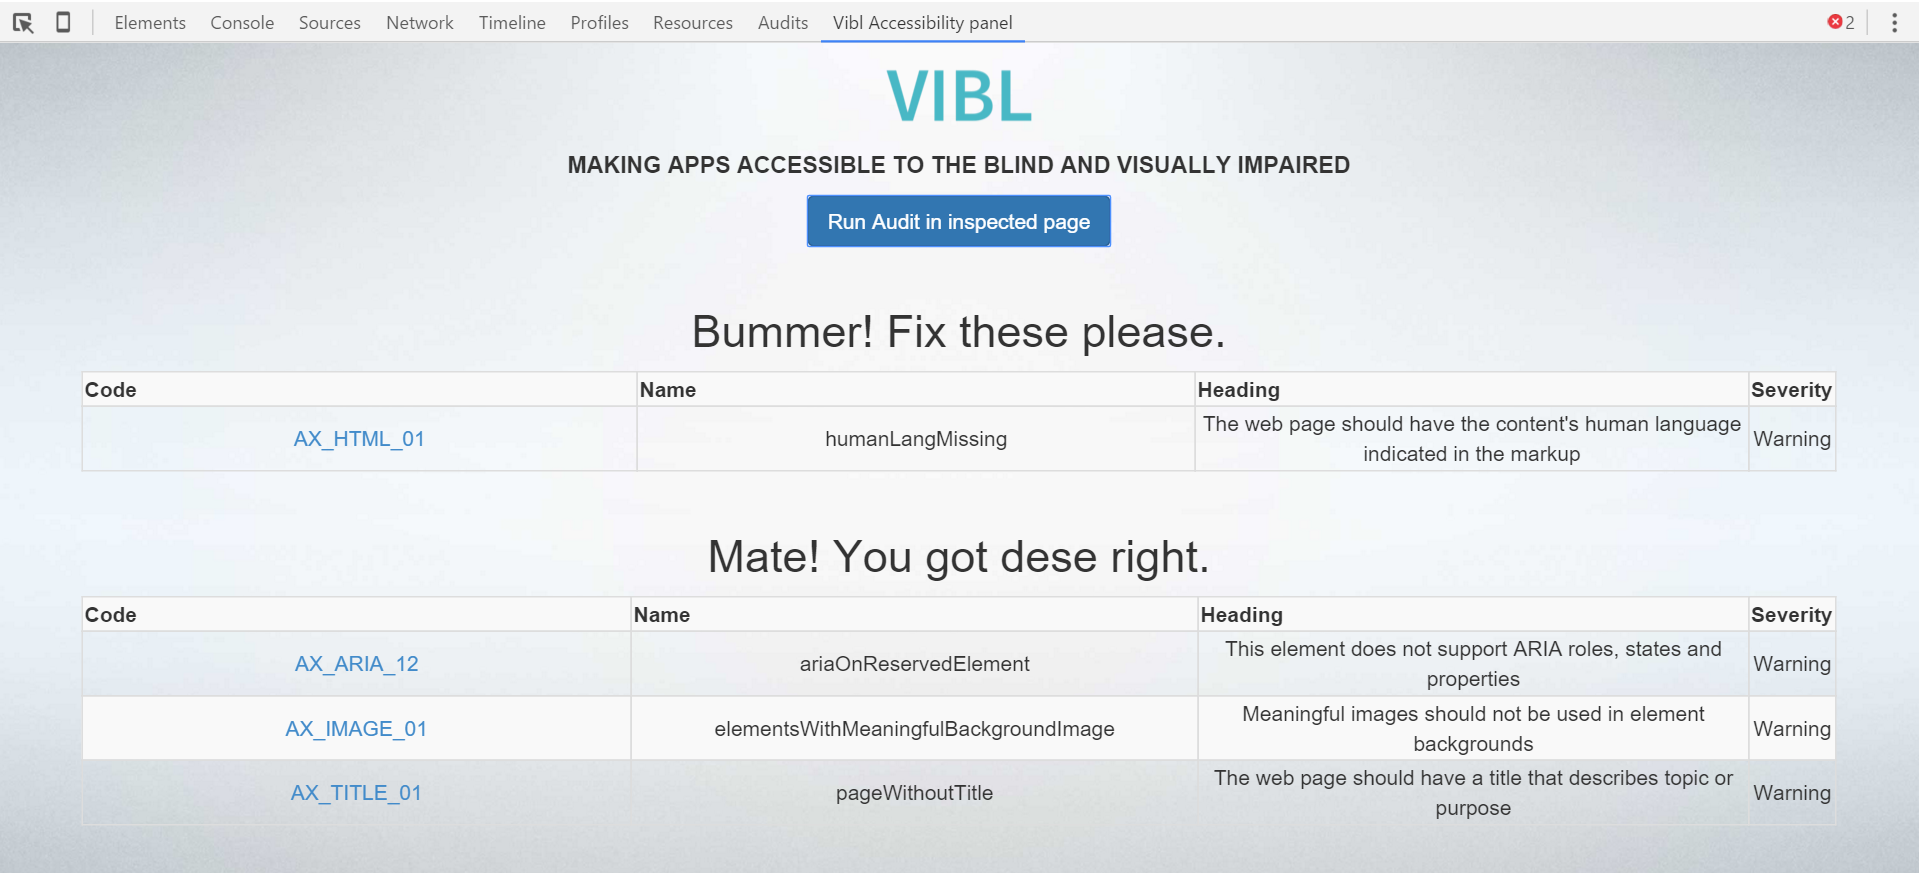 Elements Console Sources Network Timeline Profiles Resources Audits Vibl Accessibility panel 2
VIBL
MAKING APPS ACCESSIBLE TO THE BLIND AND VISUALLY IMPAIRED
Run Audit in inspected page
Bummer! Fix these please.
Code Name Heading Severity
AX_HTML_01 humanLangMissing The web page should have the content's human language
indicated in the markup Warning
Mate! You got dese right.
Code Name Heading Severity
AX_ARIA_12 ariaOnReservedElement This element does not support ARIA roles, states and
properties Warning
AX_IMAGE_01 elementsWithMeaningfulBackgroundImage Meaningful images should not be used in element
backgrounds Warning
AX_TITLE_01 pageWithoutTitle The web page should have a title that describes topic or
purpose Warning